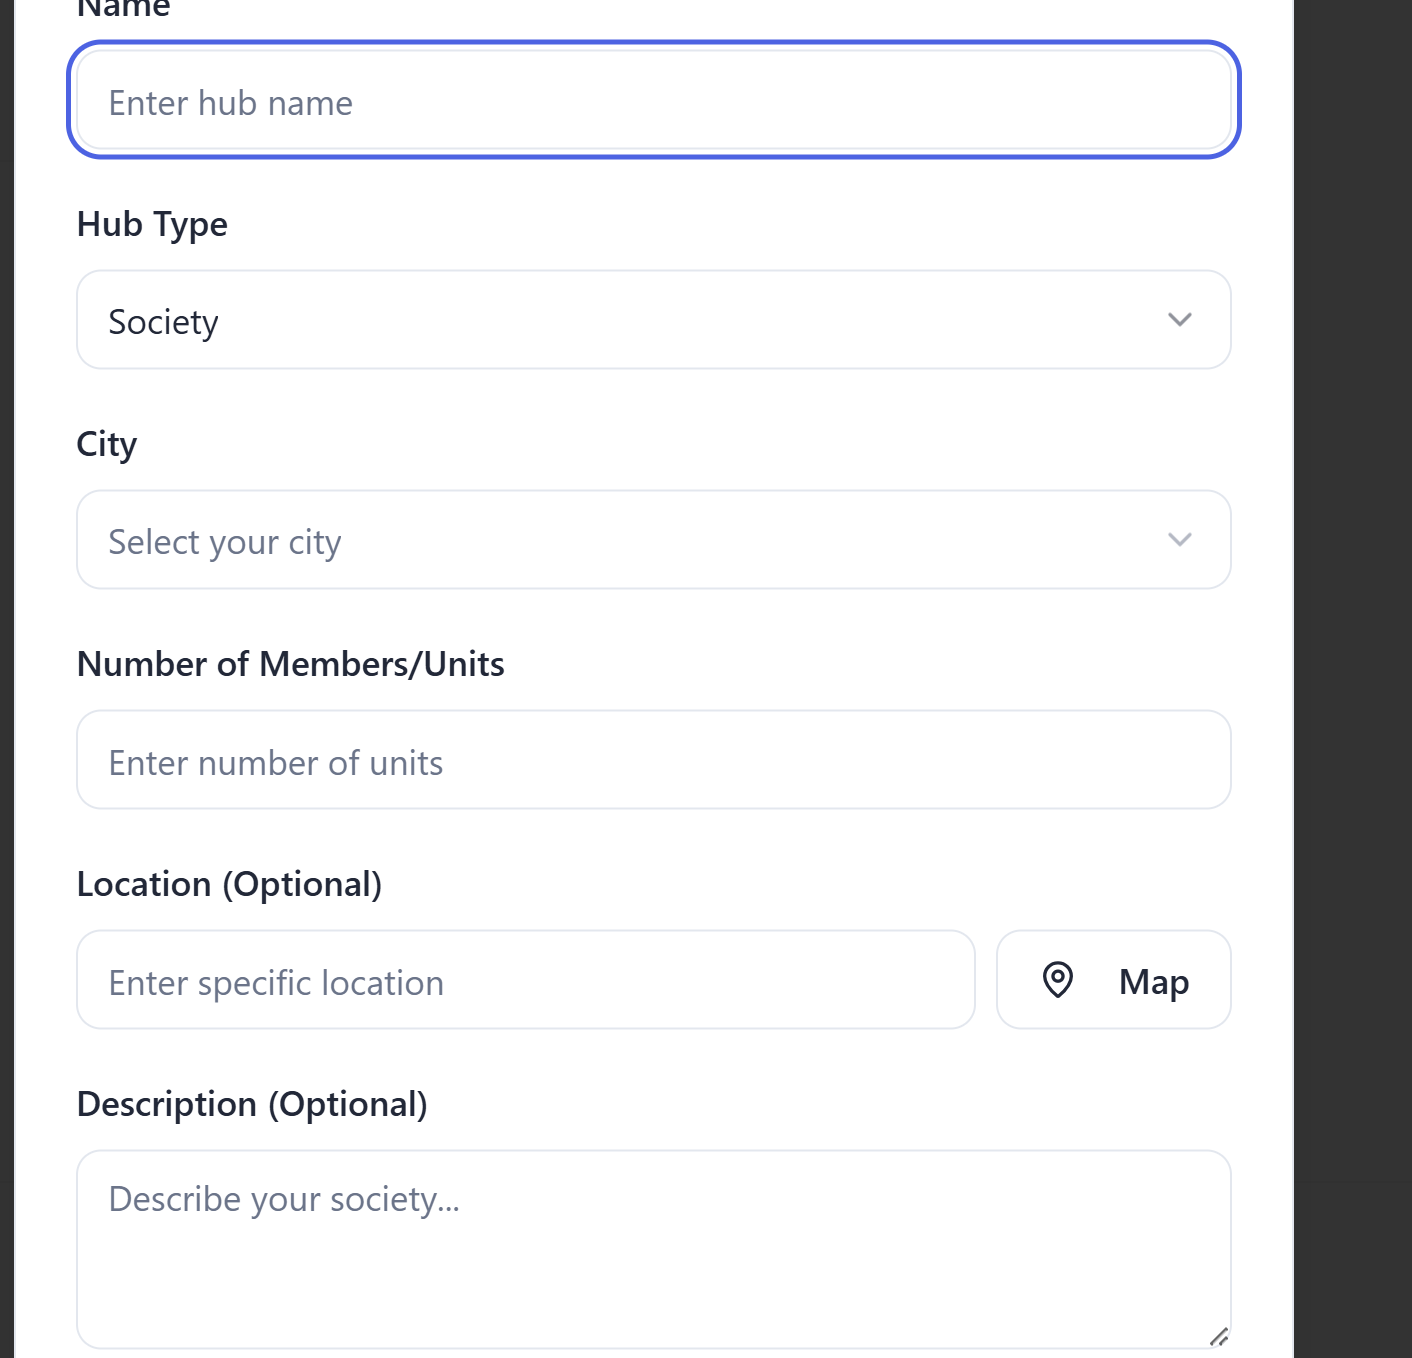 Name
Enter hub name
Hub Type
Society
City
Select your city
Number of Members/Units
Enter number of units
Location (Optional)
Enter specific location
Map
Description (Optional)
Describe your society...